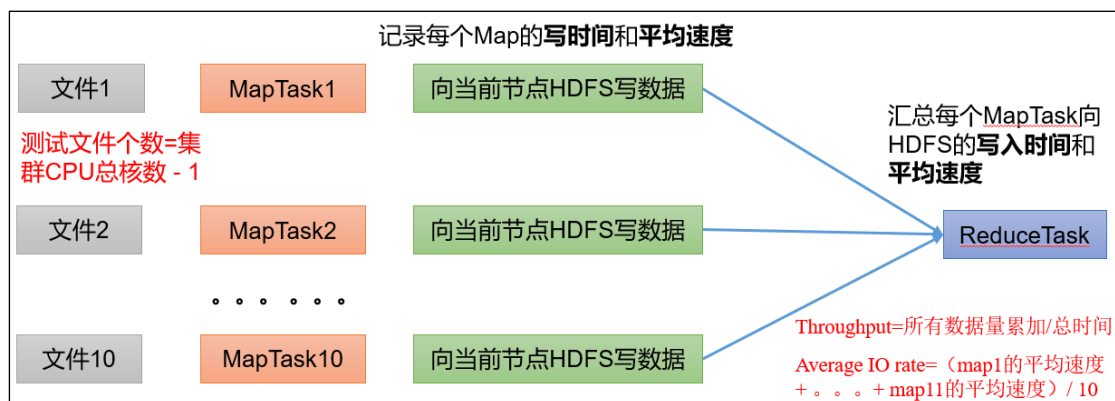 记录每个Map的写时间和平均速度
文件1
MapTask1
向当前节点HDFS写数据
测试文件个数=集
群CPU总核数 - 1
汇总每个MapTask向
HDFS的写入时间和
平均速度
文件2
MapTask2
向当前节点HDFS写数据
ReduceTask
。。。。。。
文件10
MapTask10
向当前节点HDFS写数据
Throughput=所有数据量累加/总时间
Average IO rate=（map1的平均速度
+ 。。。+ map11的平均速度）/ 10